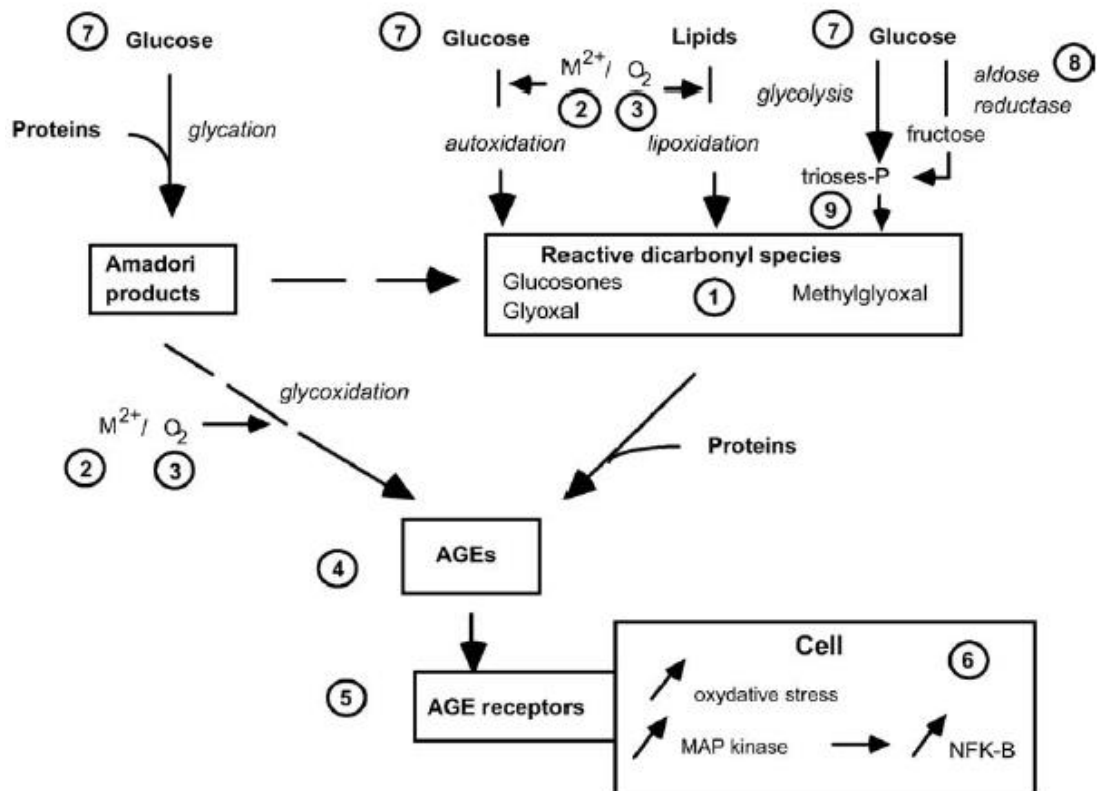 7 Glucose
7 Glucose
Lipids
7 Glucose
M2+/ O2
2 3
aldose 8
reductase
glycolysis
Proteins
glycation
autoxidation
lipoxidation
fructose
trioses-P
9
Amadori
products
Reactive dicarbonyl species
Glucosones
Glyoxal
1
Methylglyoxal
glycoxidation
M2+/ O2
2 3
Proteins
4
AGEs
5
AGE receptors
Cell
6
oxydative stress
MAP kinase
NFK-B